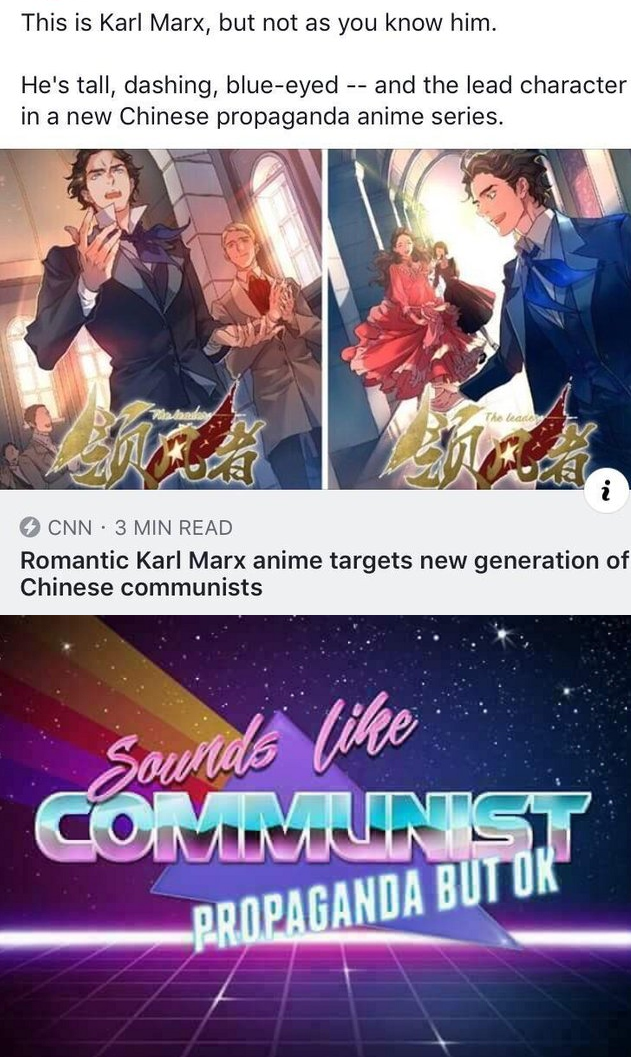 This is Karl Marx, but not as you know him.
He's tall, dashing, blue-eyed -- and the lead character
in a new Chinese propaganda anime series.
The leader
领风者
The leader
领风者
CNN · 3 MIN READ
Romantic Karl Marx anime targets new generation of
Chinese communists
Sounds like
COMMUNIST
PROPAGANDA BUT OK